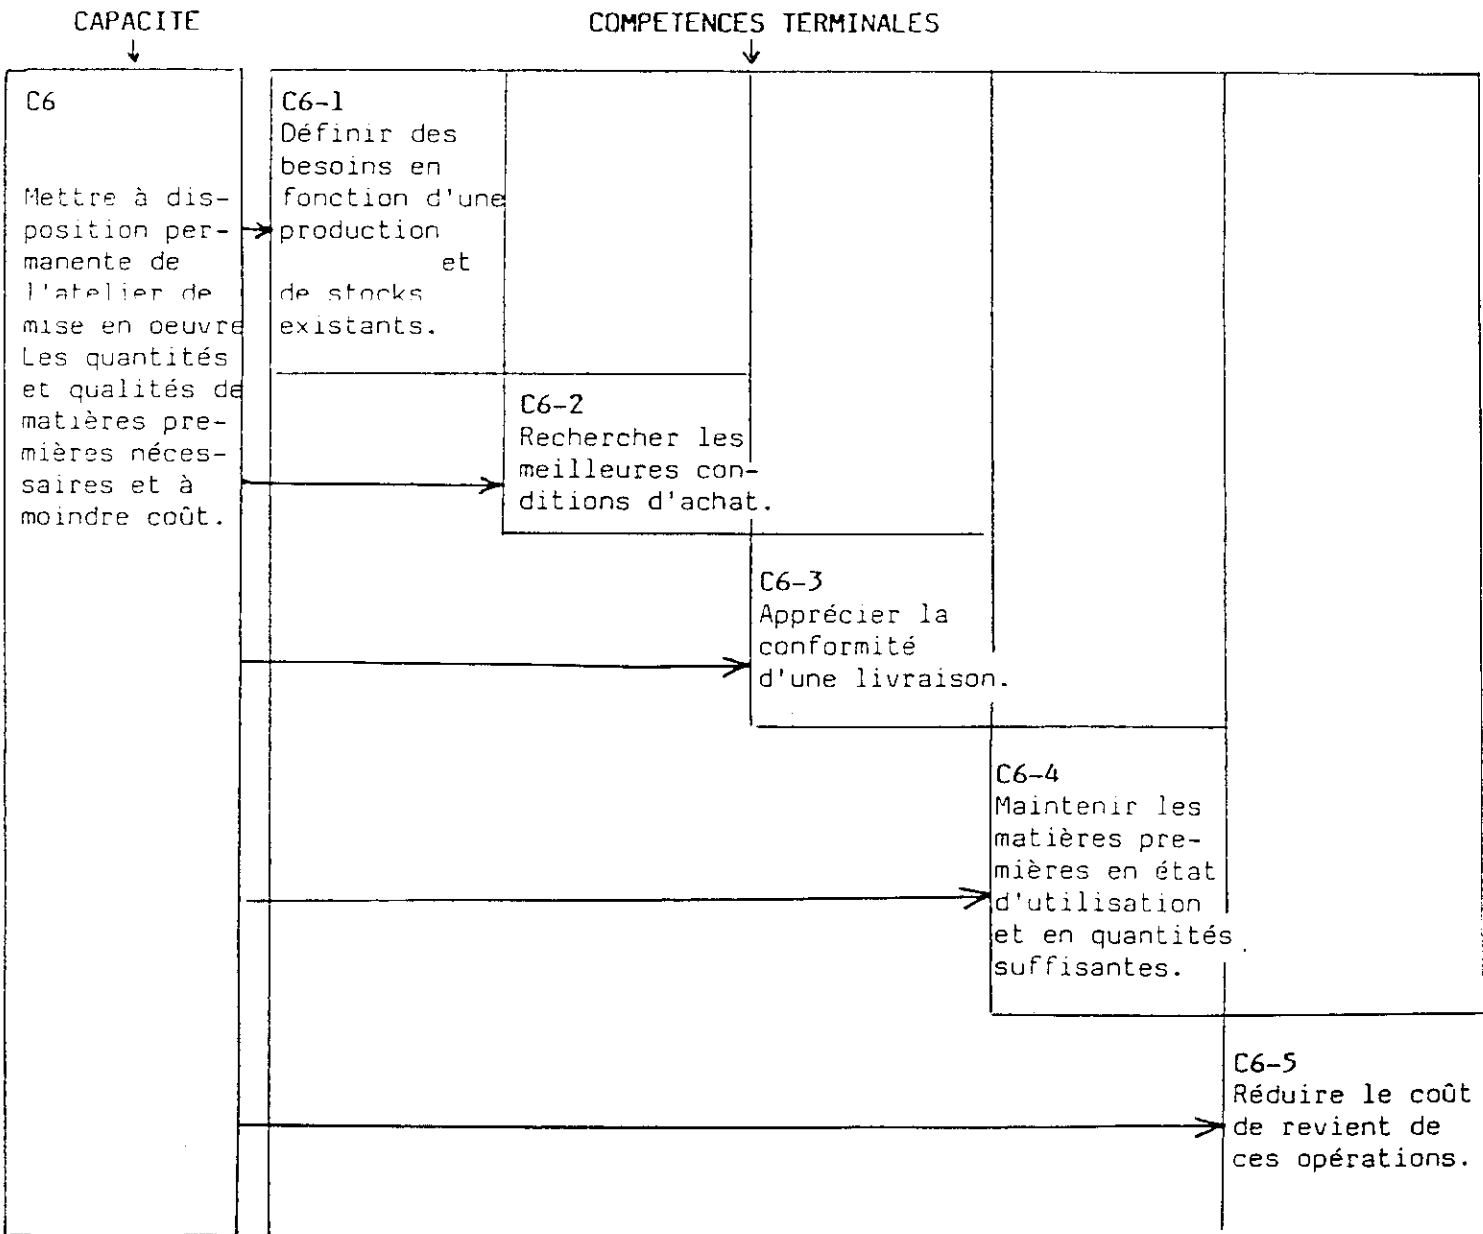 CAPACITE
COMPETENCES TERMINALES
C6
Mettre à dis-
position per-
manente de
l'atelier de
mise en oeuvre
Les quantités
et qualités de
matières pre-
mières néces-
saires et à
moindre coût.
C6-1
Définir des
besoins en
fonction d'une
production
et
de stocks
existants.
C6-2
Rechercher les
meilleures con-
ditions d'achat.
C6-3
Apprécier la
conformité
d'une livraison.
C6-4
Maintenir les
matières pre-
mières en état
d'utilisation
et en quantités
suffisantes.
C6-5
Réduire le coût
de revient de
ces opérations.